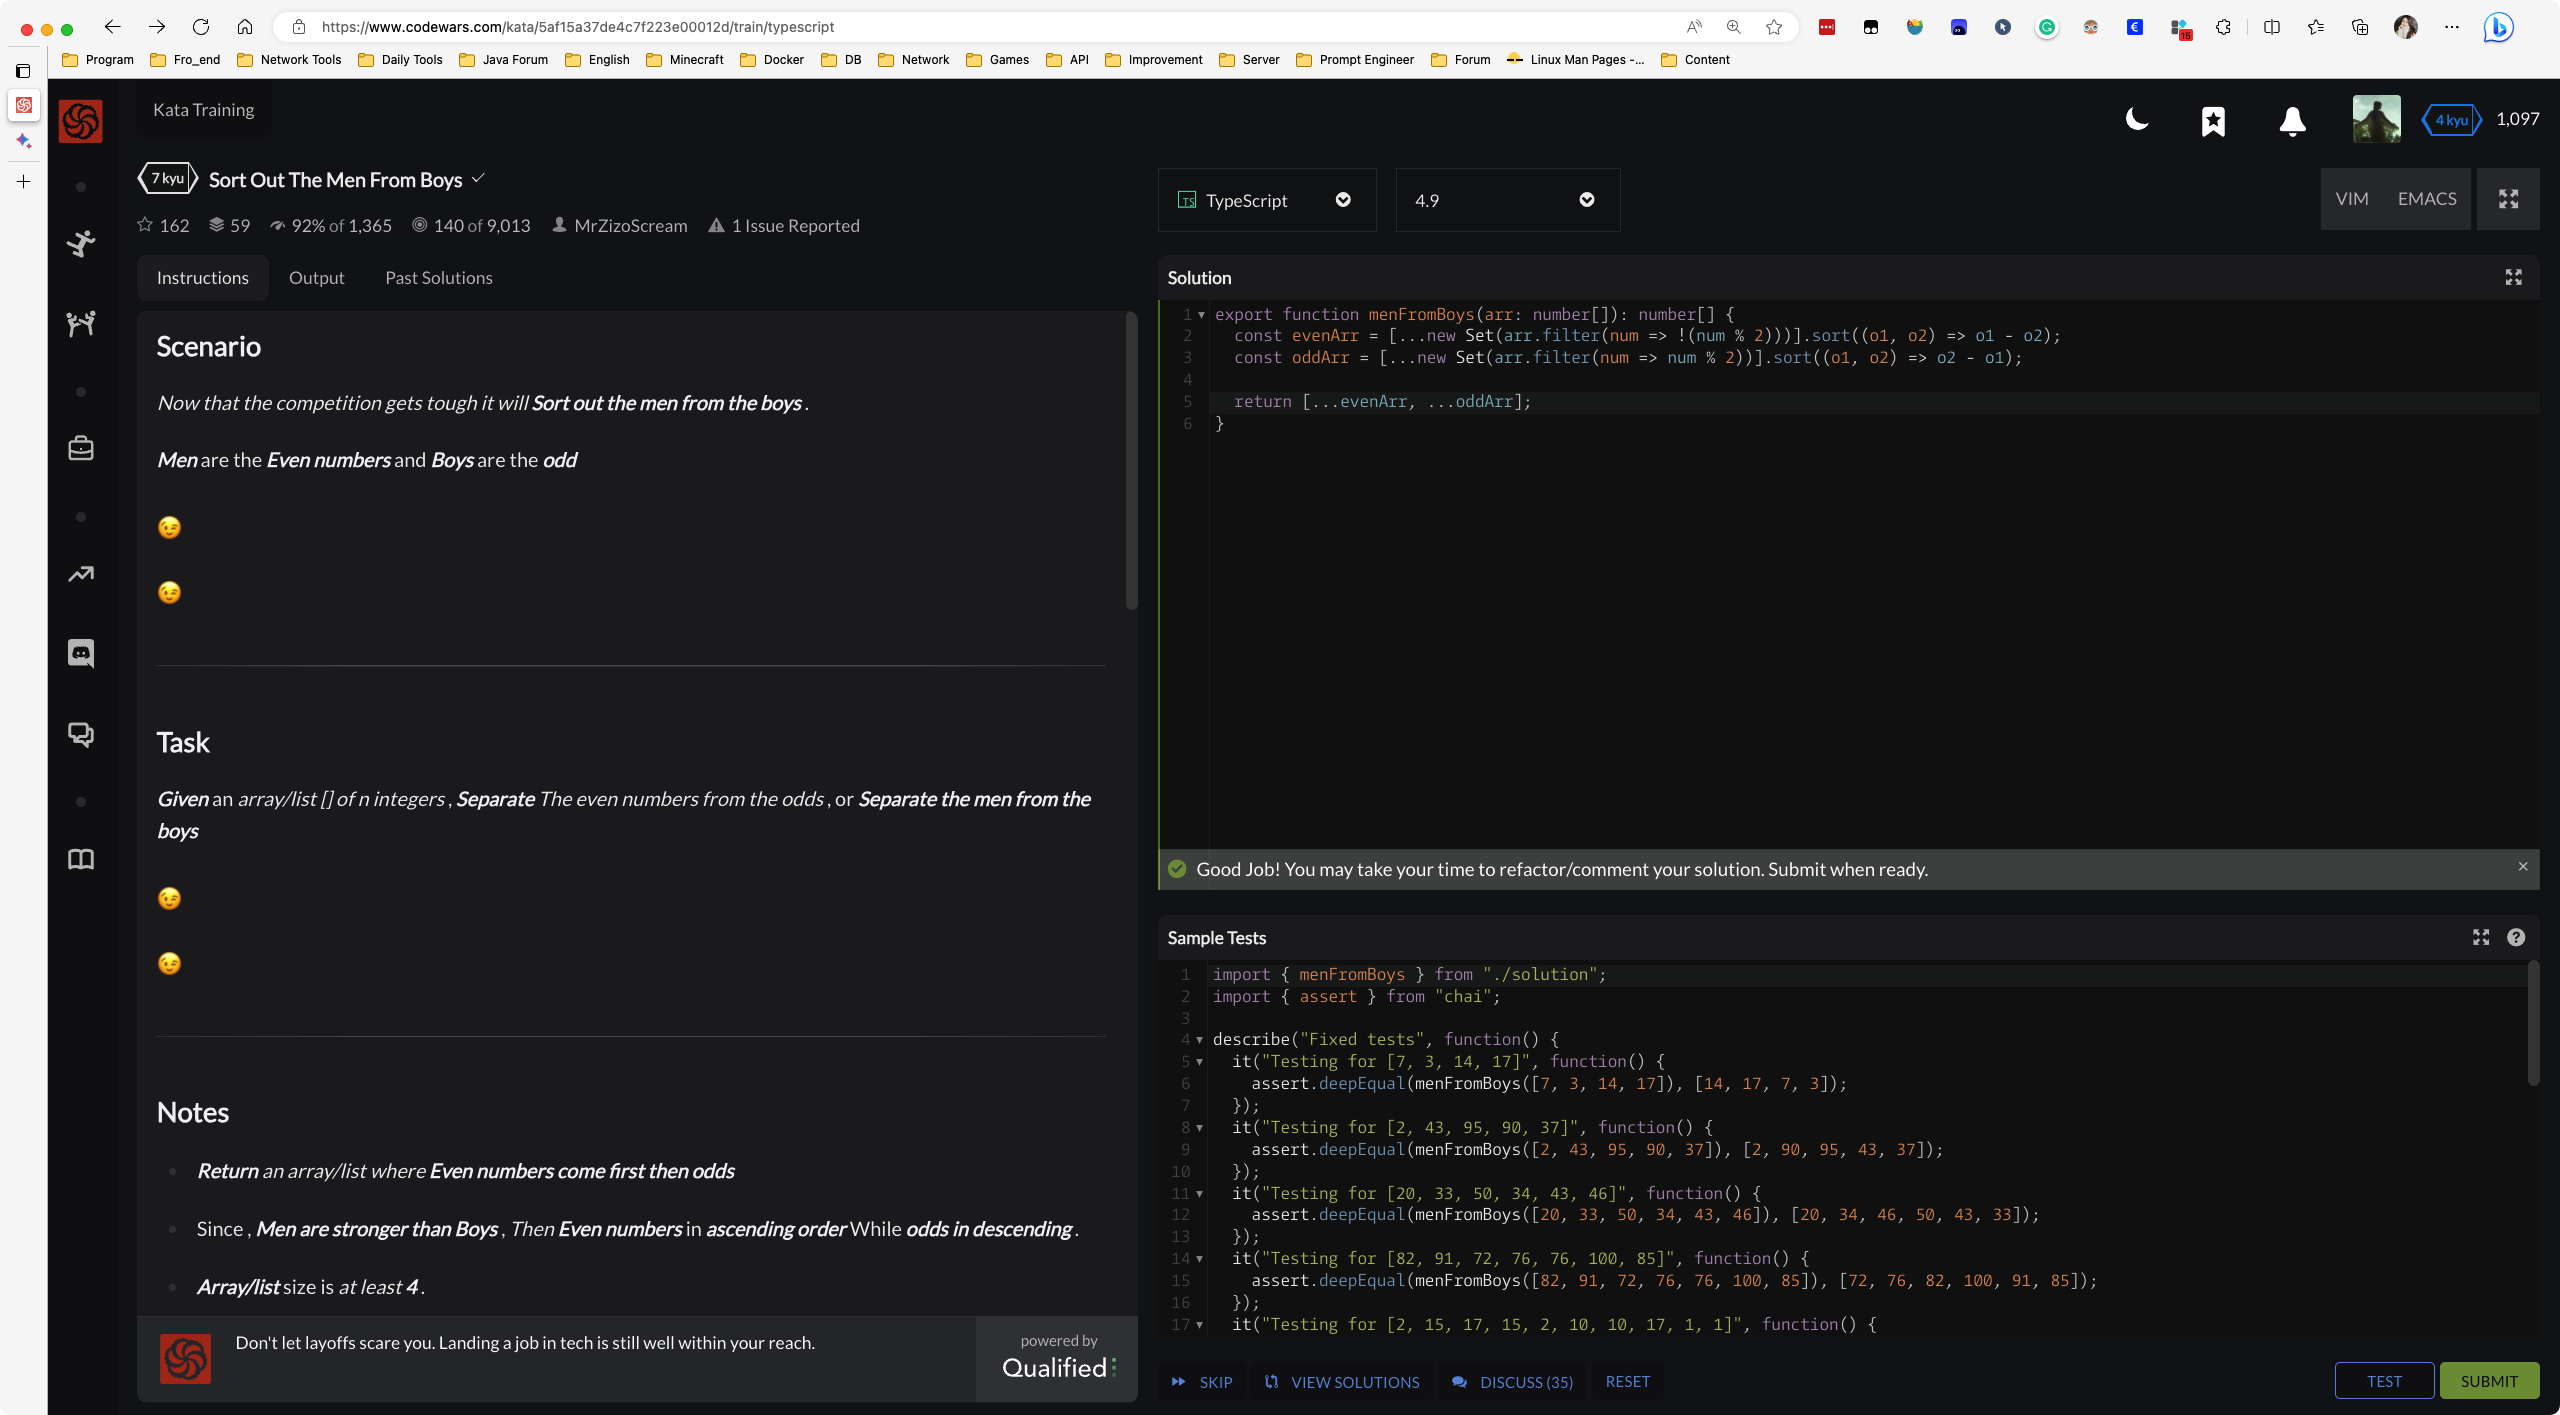 https://www.codewars.com/kata/5af15a37de4c7f223e00012d/train/typescript
15
Program Fro_end Network Tools Daily Tools Java Forum English Minecraft Docker DB Network Games API Improvement Server Prompt Engineer Forum Linux Man Pages -... Content
Kata Training
4 kyu 1,097
7 kyu Sort Out The Men From Boys
162 59 92% of 1,365 140 of 9,013 MrZizoScream 1 Issue Reported
Instructions Output Past Solutions
Scenario
Now that the competition gets tough it will Sort out the men from the boys .
Men are the Even numbers and Boys are the odd
Task
Given an array/list [] of n integers , Separate The even numbers from the odds , or Separate the men from the
boys
Notes
Return an array/list where Even numbers come first then odds
Since , Men are stronger than Boys , Then Even numbers in ascending order While odds in descending .
Array/list size is at least 4 .
Don't let layoffs scare you. Landing a job in tech is still well within your reach.
powered by
Qualified
TypeScript 4.9 VIM EMACS
Solution
1 export function menFromBoys(arr: number[]): number[] {
2 const evenArr = [...new Set(arr.filter(num => !(num % 2)))].sort((o1, o2) => o1 - o2);
3 const oddArr = [...new Set(arr.filter(num => num % 2))].sort((o1, o2) => o2 - o1);
4
5 return [...evenArr, ...oddArr];
6 }
Good Job! You may take your time to refactor/comment your solution. Submit when ready.
Sample Tests
1 import { menFromBoys } from "./solution";
2 import { assert } from "chai";
3
4 describe("Fixed tests", function() {
5 it("Testing for [7, 3, 14, 17]", function() {
6 assert.deepEqual(menFromBoys([7, 3, 14, 17]), [14, 17, 7, 3]);
7 });
8 it("Testing for [2, 43, 95, 90, 37]", function() {
9 assert.deepEqual(menFromBoys([2, 43, 95, 90, 37]), [2, 90, 95, 43, 37]);
10 });
11 it("Testing for [20, 33, 50, 34, 43, 46]", function() {
12 assert.deepEqual(menFromBoys([20, 33, 50, 34, 43, 46]), [20, 34, 46, 50, 43, 33]);
13 });
14 it("Testing for [82, 91, 72, 76, 76, 100, 85]", function() {
15 assert.deepEqual(menFromBoys([82, 91, 72, 76, 76, 100, 85]), [72, 76, 82, 100, 91, 85]);
16 });
17 it("Testing for [2, 15, 17, 15, 2, 10, 10, 17, 1, 1]", function() {
SKIP VIEW SOLUTIONS DISCUSS (35) RESET TEST SUBMIT